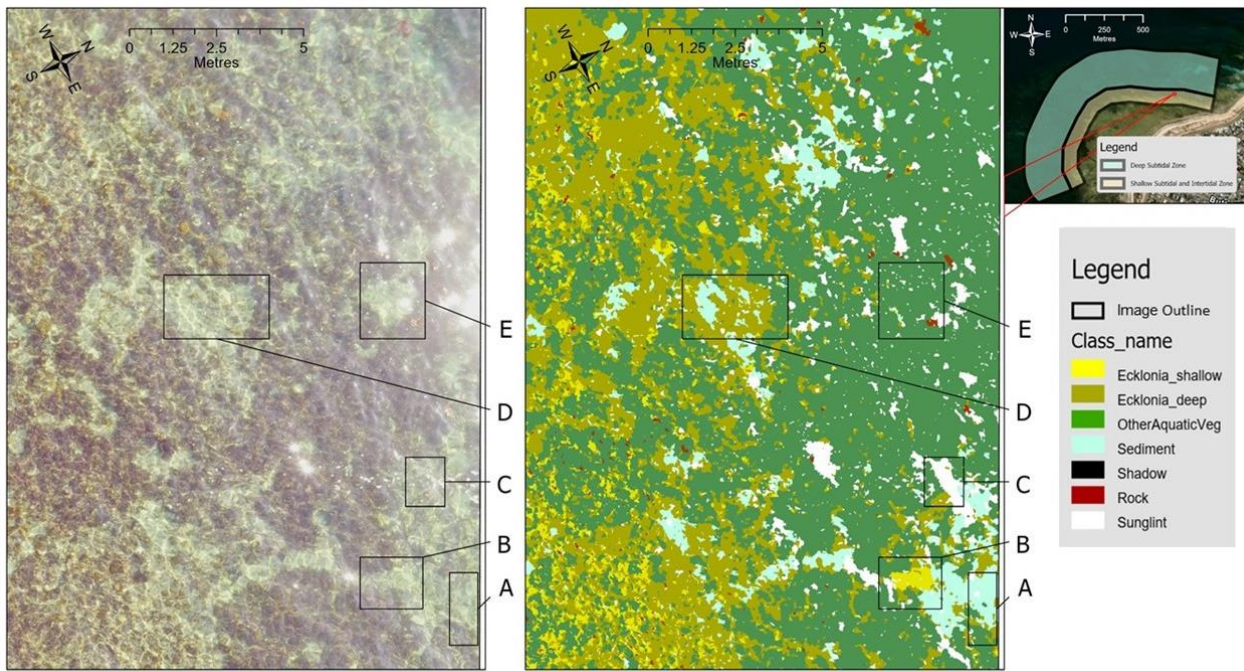 N
W
E
S
0 1.25 2.5 5
Metres
E
D
C
B
A
N
W
E
S
0 1.25 2.5 5
Metres
E
D
C
B
A
N
W E
S
0 250 500
Metres
Legend
Deep Subtidal Zone
Shallow Subtidal and Intertidal Zone
Legend
Image Outline
Class_name
Ecklonia_shallow
Ecklonia_deep
OtherAquaticVeg
Sediment
Shadow
Rock
Sunglint